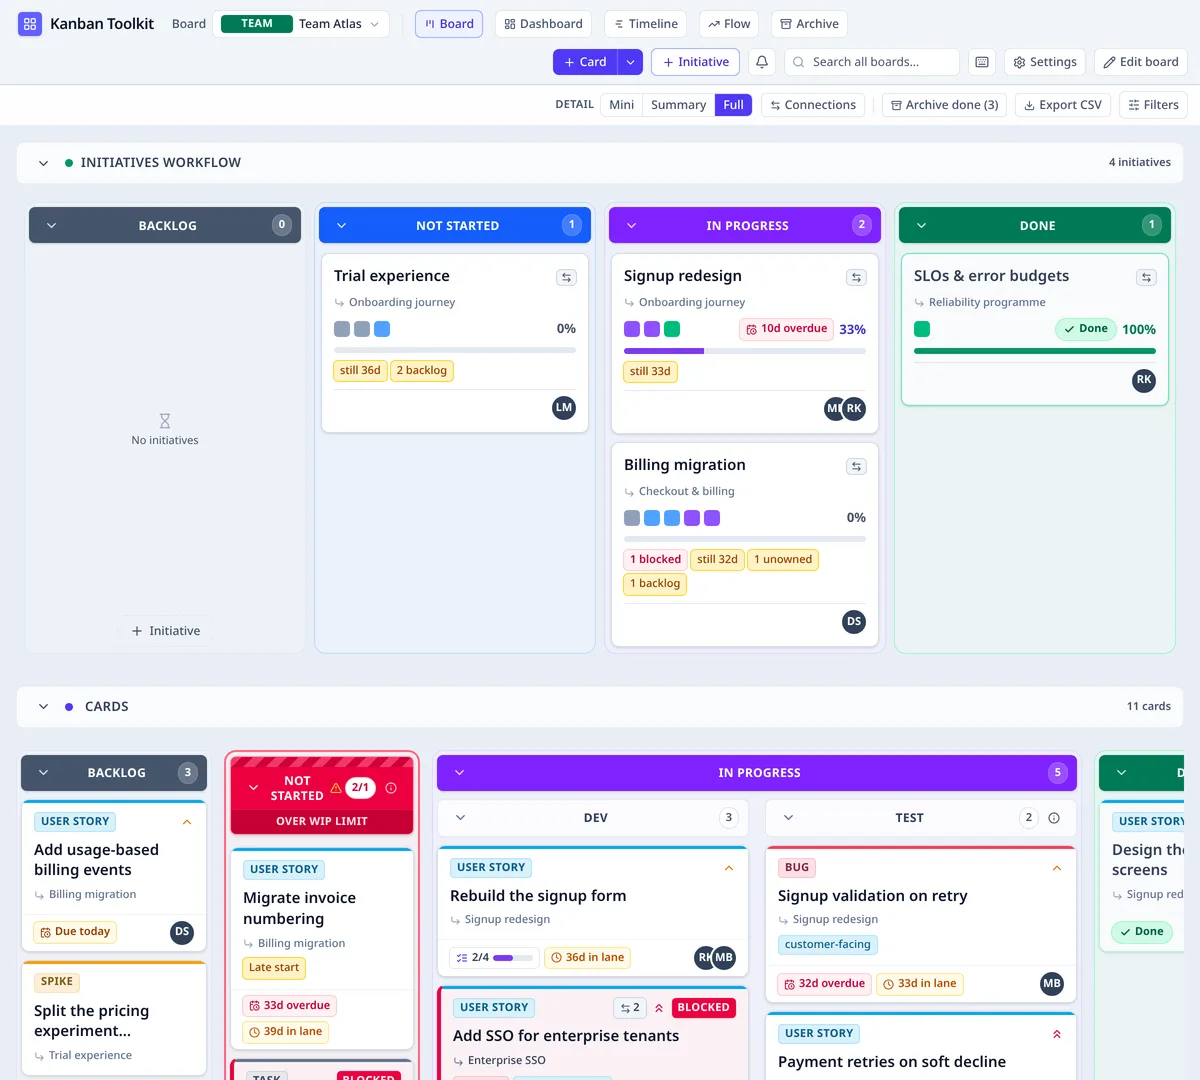 Kanban Toolkit
Board
TEAM
Team Atlas
Board
Dashboard
Timeline
Flow
Archive
+ Card
+ Initiative
Search all boards...
Settings
Edit board
DETAIL
Mini
Summary
Full
Connections
Archive done (3)
Export CSV
Filters
INITIATIVES WORKFLOW
4 initiatives
BACKLOG
0
No initiatives
+ Initiative
NOT STARTED
1
Trial experience
Onboarding journey
0%
still 36d
2 backlog
LM
IN PROGRESS
2
Signup redesign
Onboarding journey
10d overdue
33%
still 33d
RK
Billing migration
Checkout & billing
0%
1 blocked
still 32d
1 unowned
1 backlog
DS
DONE
1
SLOs & error budgets
Reliability programme
Done
100%
RK
CARDS
11 cards
BACKLOG
3
USER STORY
Add usage-based
billing events
Billing migration
Due today
DS
SPIKE
Split the pricing
experiment...
Trial experience
NOT
STARTED
2/1
OVER WIP LIMIT
USER STORY
Migrate invoice
numbering
Billing migration
Late start
33d overdue
39d in lane
TASK
BLOCKED
IN PROGRESS
5
DEV
3
USER STORY
Rebuild the signup form
Signup redesign
2/4
36d in lane
MB
USER STORY
2
BLOCKED
Add SSO for enterprise tenants
Enterprise SSO
TEST
2
BUG
Signup validation on retry
Signup redesign
customer-facing
32d overdue
33d in lane
MB
USER STORY
Payment retries on soft decline
USER STORY
Design the
screens
Signup red
Done